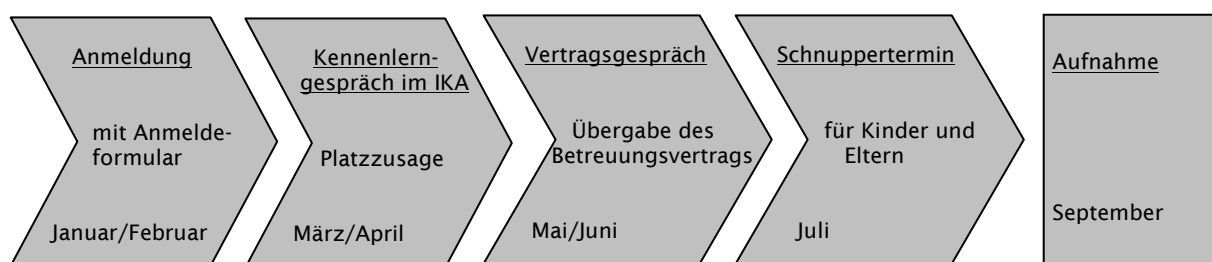 Anmeldung
mit Anmelde-
formular
Januar/Februar
Kennenlern-
gespräch im IKA
Platzzusage
März/April
Vertragsgespräch
Übergabe des
Betreuungsvertrags
Mai/Juni
Schnuppertermin
für Kinder und
Eltern
Juli
Aufnahme
September